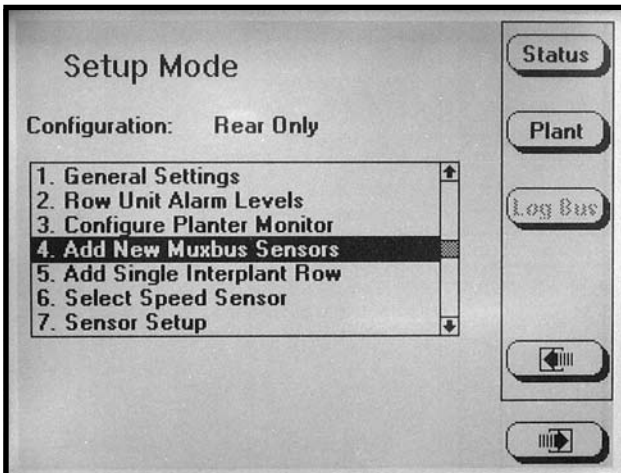 Setup Mode
Configuration: Rear Only
1. General Settings
2. Row Unit Alarm Levels
3. Configure Planter Monitor
4. Add New Muxbus Sensors
5. Add Single Interplant Row
6. Select Speed Sensor
7. Sensor Setup
Status
Plant
Log Bus